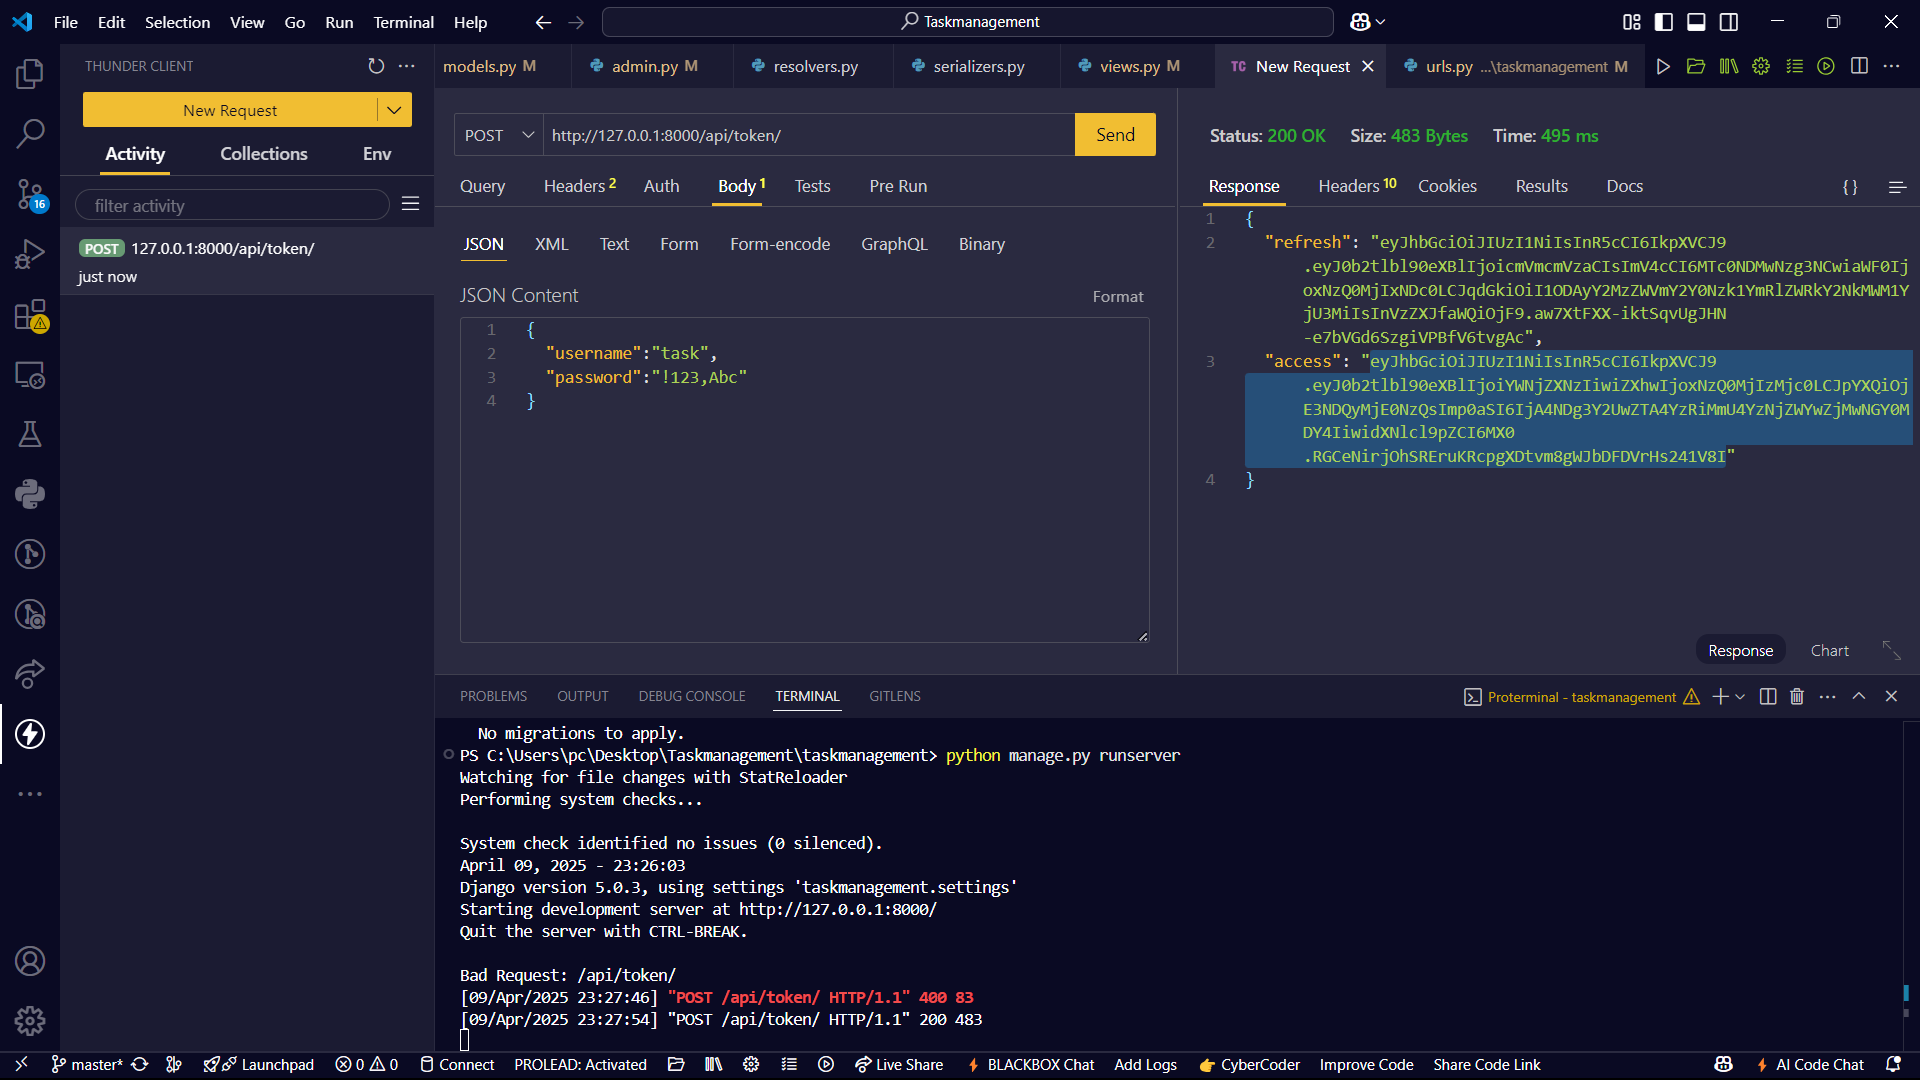 File Edit Selection View Go Run Terminal Help
Taskmanagement
THUNDER CLIENT
New Request
Activity Collections Env
filter activity
POST 127.0.0.1:8000/api/token/
just now
16
models.py M admin.py M resolvers.py serializers.py views.py M TC New Request urls.py ...\taskmanagement M
POST http://127.0.0.1:8000/api/token/ Send
Query Headers 2 Auth Body 1 Tests Pre Run
JSON XML Text Form Form-encode GraphQL Binary
JSON Content Format
1 {
2 "username":"task",
3 "password":"!123,Abc"
4 }
Status: 200 OK Size: 483 Bytes Time: 495 ms
Response Headers 10 Cookies Results Docs {}
1 {
2 "refresh": "eyJhbGciOiJIUzI1NiIsInR5cCI6IkpXVCJ9
.eyJ0b2tlbl90eXBlIjoicmVmcmVzaCIsImV4cCI6MTc0NDMwNzg3NCwiaWF0Ij
oxNzQ0MjIxNDc0LCJqdGkiOiI1ODAyY2MzZWVmY2Y0Nzk1YmRlZWRkY2NkMWM1Y
jU3MiIsInVzZXJfaWQiOjF9.aw7XtFXX-iktSqvUgJHN
-e7bVGd6SzgiVPBfV6tvgAc",
3 "access": "eyJhbGciOiJIUzI1NiIsInR5cCI6IkpXVCJ9
.eyJ0b2tlbl90eXBlIjoiYWNjZXNzIiwiZXhwIjoxNzQ0MjIzMjc0LCJpYXQiOj
E3NDQyMjE0NzQsImp0aSI6IjA4NDg3Y2UwZTA4YzRiMmU4YzNjZWYwZjMwNGY0M
DY4IiwidXNlcl9pZCI6MX0
.RGCeNirjOhSREruKRcpgXDtvm8gWJbDFDVrHs241V8I"
4 }
Response Chart
PROBLEMS OUTPUT DEBUG CONSOLE TERMINAL GITLENS
Proterminal - taskmanagement
No migrations to apply.
PS C:\Users\pc\Desktop\Taskmanagement\taskmanagement> python manage.py runserver
Watching for file changes with StatReloader
Performing system checks...
System check identified no issues (0 silenced).
April 09, 2025 - 23:26:03
Django version 5.0.3, using settings 'taskmanagement.settings'
Starting development server at http://127.0.0.1:8000/
Quit the server with CTRL-BREAK.
Bad Request: /api/token/
[09/Apr/2025 23:27:46] "POST /api/token/ HTTP/1.1" 400 83
[09/Apr/2025 23:27:54] "POST /api/token/ HTTP/1.1" 200 483
master* Launchpad 0 0 Connect PROLEAD: Activated Live Share BLACKBOX Chat Add Logs CyberCoder Improve Code Share Code Link AI Code Chat